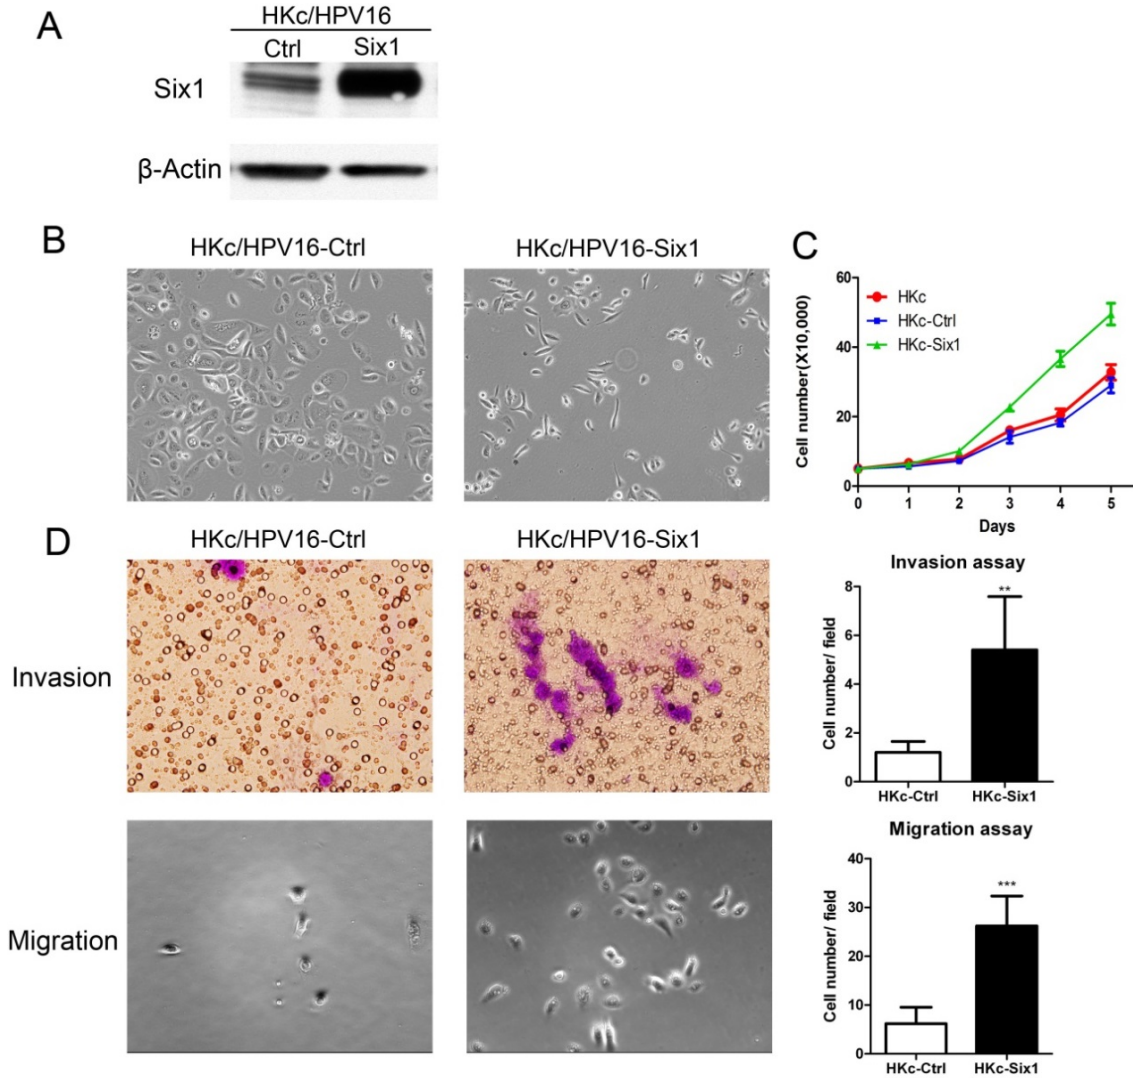 A
HKc/HPV16
Ctrl Six1
Six1
β-Actin
B
HKc/HPV16-Ctrl
HKc/HPV16-Six1
C
60
40
20
0
Cell number(X10,000)
HKc
HKc-Ctrl
HKc-Six1
0 1 2 3 4 5
Days
D
HKc/HPV16-Ctrl
HKc/HPV16-Six1
Invasion
Invasion assay
8
6
4
2
0
Cell number/ field
**
HKc-Ctrl HKc-Six1
Migration
Migration assay
40
30
20
10
0
Cell number/ field
***
HKc-Ctrl HKc-Six1